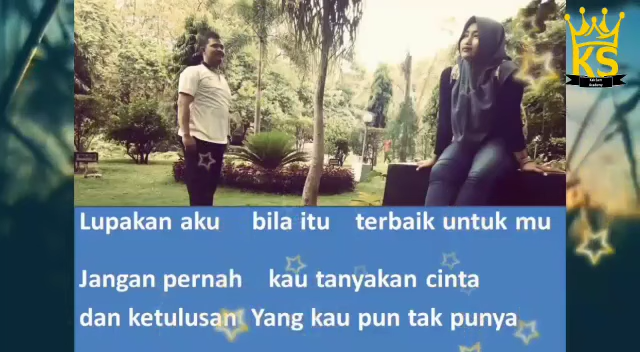 KS
Lupakan aku bila itu terbaik untuk mu
Jangan pernah kau tanyakan cinta
dan ketulusan Yang kau pun tak punya